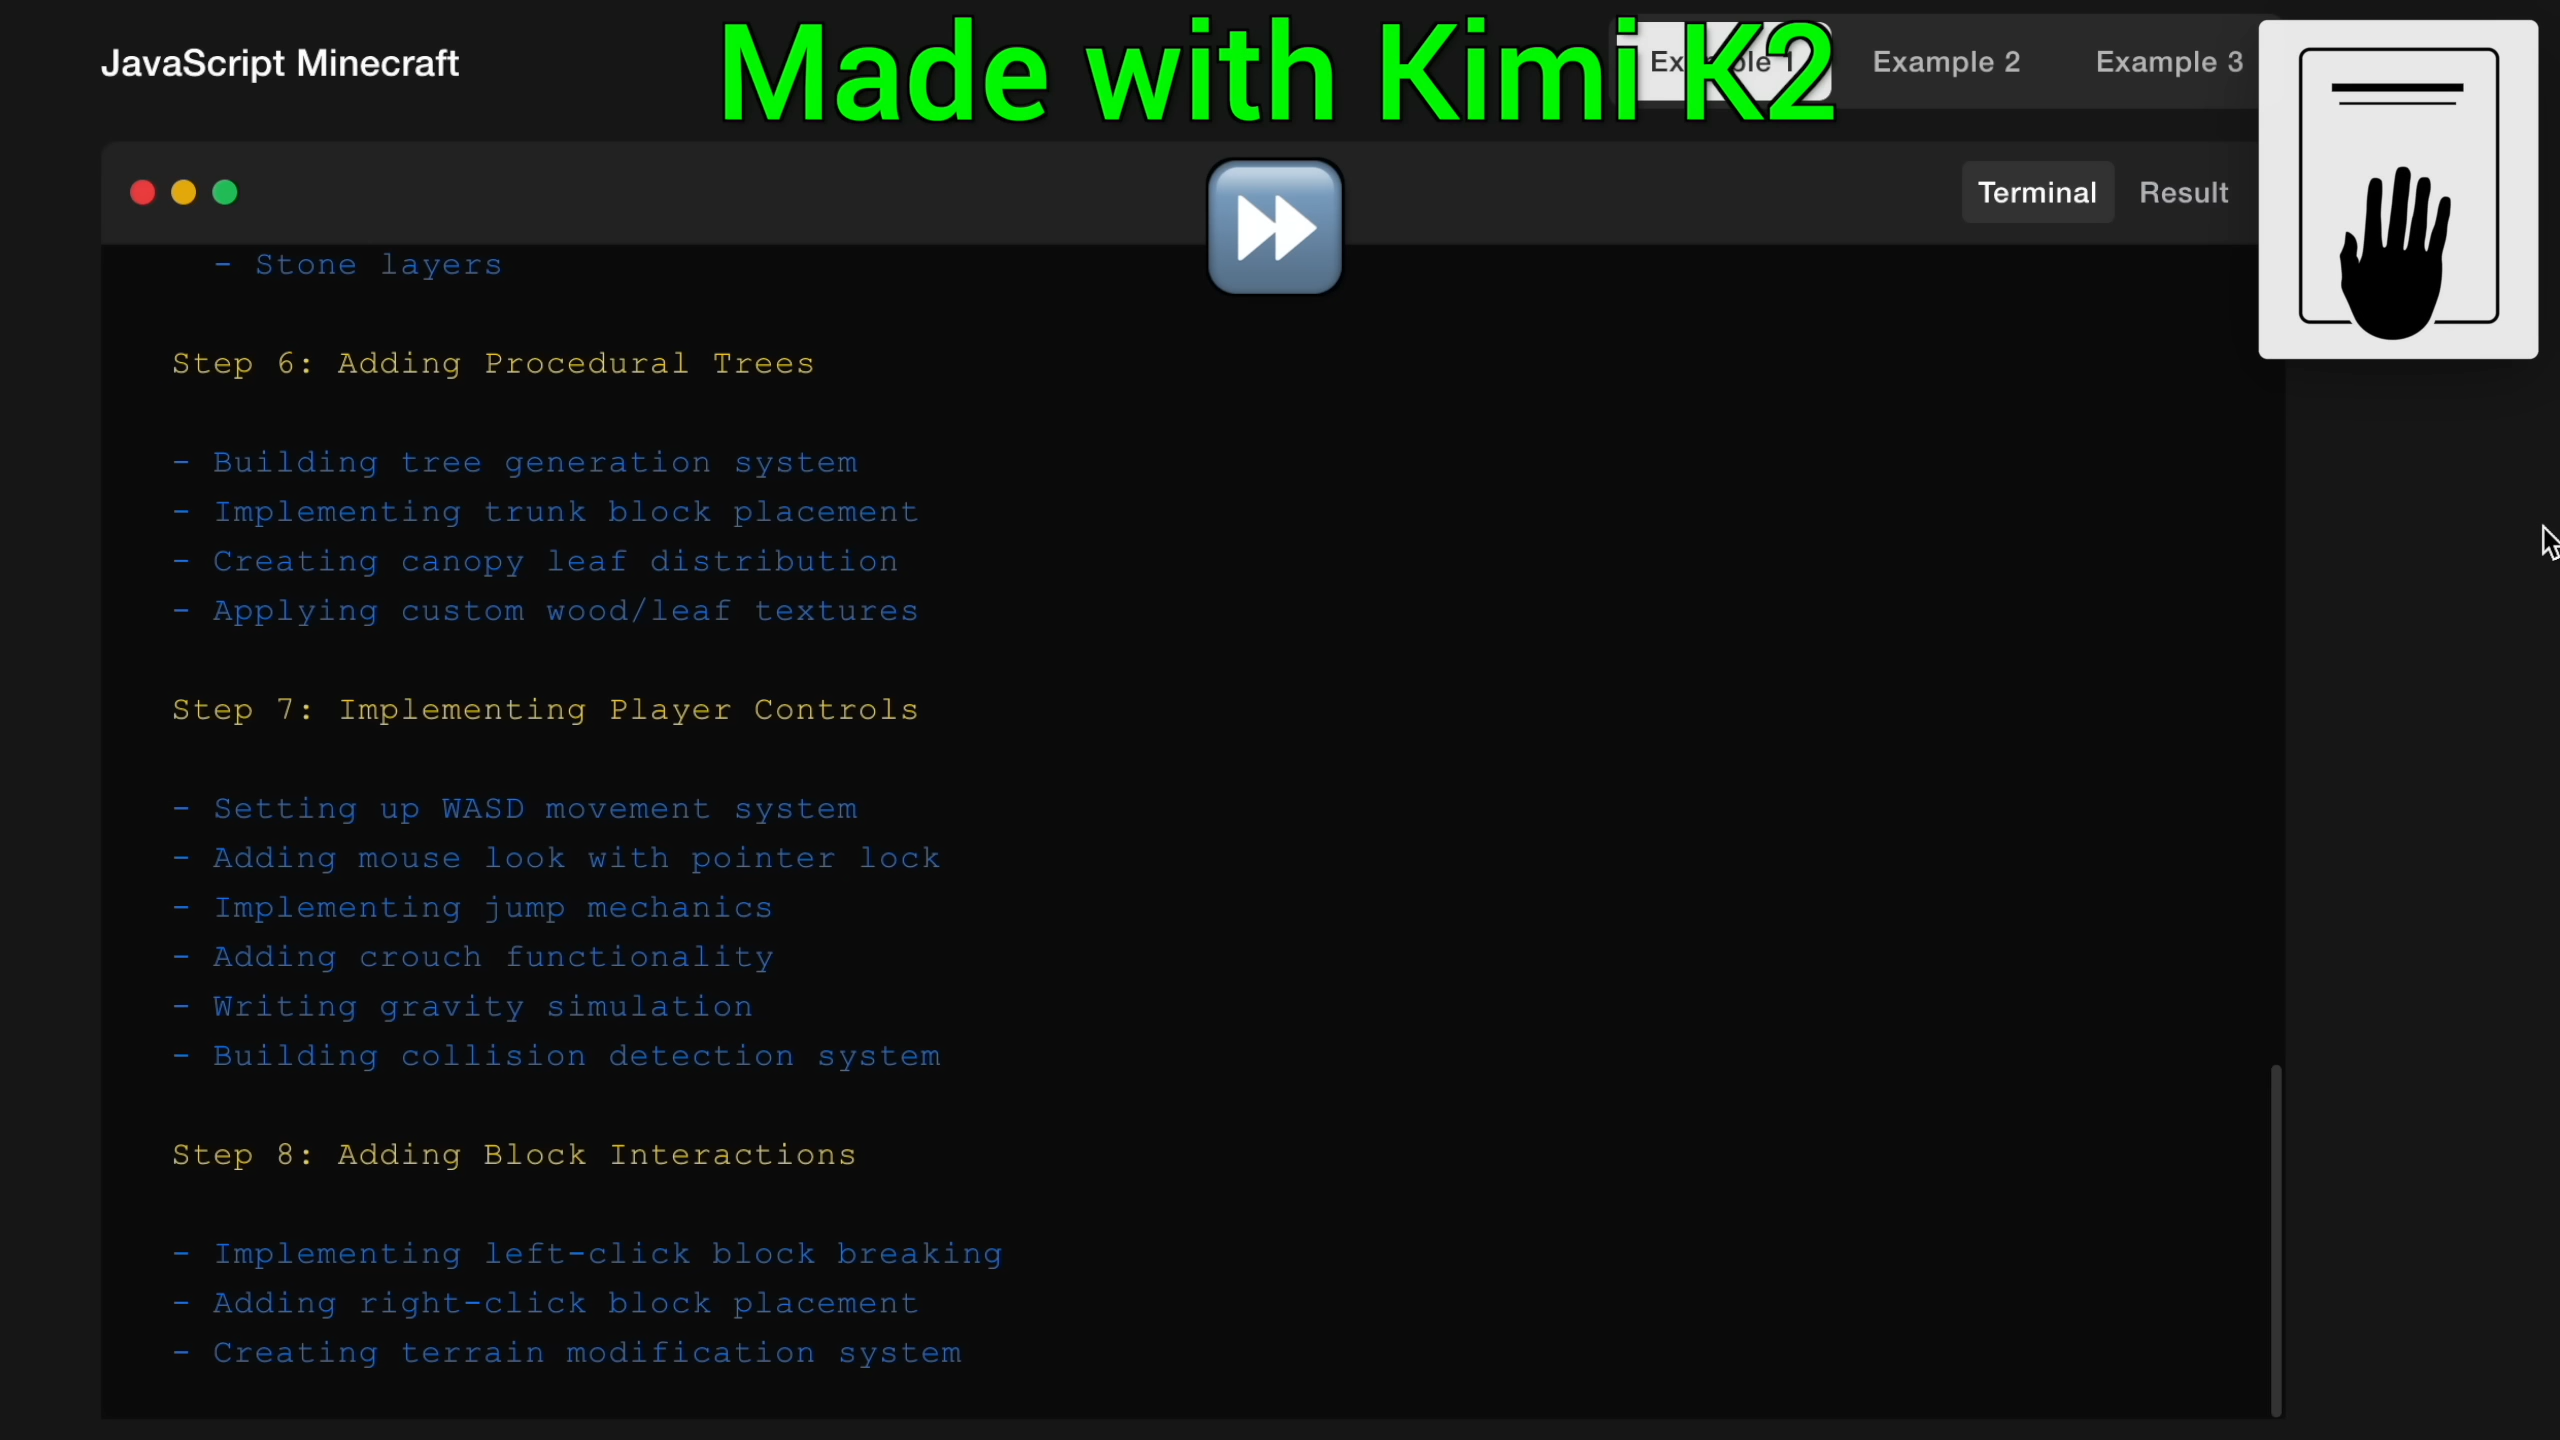 JavaScript Minecraft
Made with Kimi K2
Example 2
Example 3
Terminal
Result
- Stone layers
Step 6: Adding Procedural Trees
- Building tree generation system
- Implementing trunk block placement
- Creating canopy leaf distribution
- Applying custom wood/leaf textures
Step 7: Implementing Player Controls
- Setting up WASD movement system
- Adding mouse look with pointer lock
- Implementing jump mechanics
- Adding crouch functionality
- Writing gravity simulation
- Building collision detection system
Step 8: Adding Block Interactions
- Implementing left-click block breaking
- Adding right-click block placement
- Creating terrain modification system